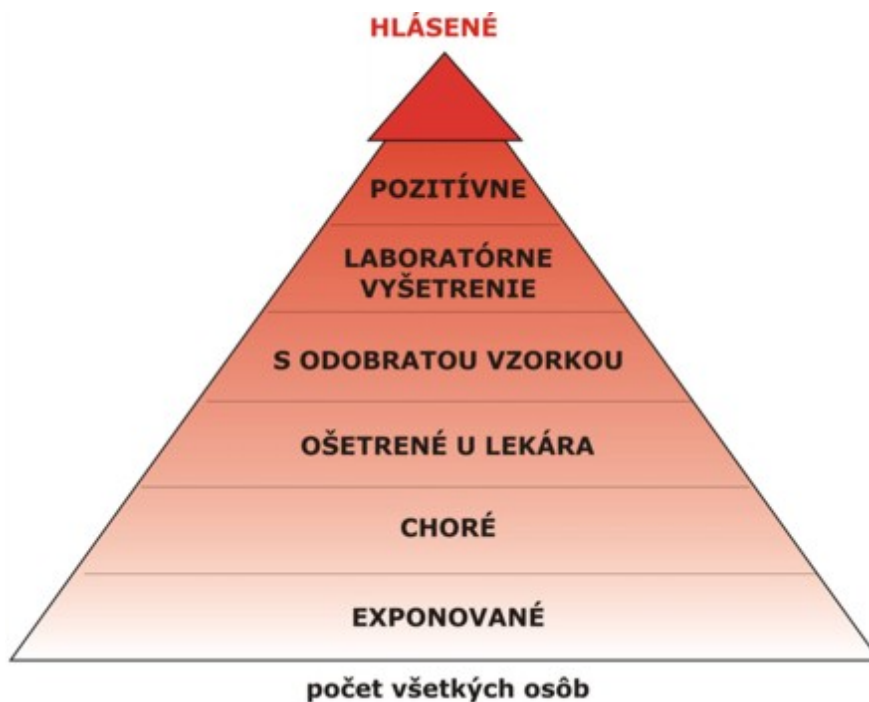 HLÁSENÉ
POZITÍVNE
LABORATÓRNE
VYŠETRENIE
S ODOBRATOU VZORKOU
OŠETRENÉ U LEKÁRA
CHORÉ
EXPONOVANÉ
počet všetkých osôb